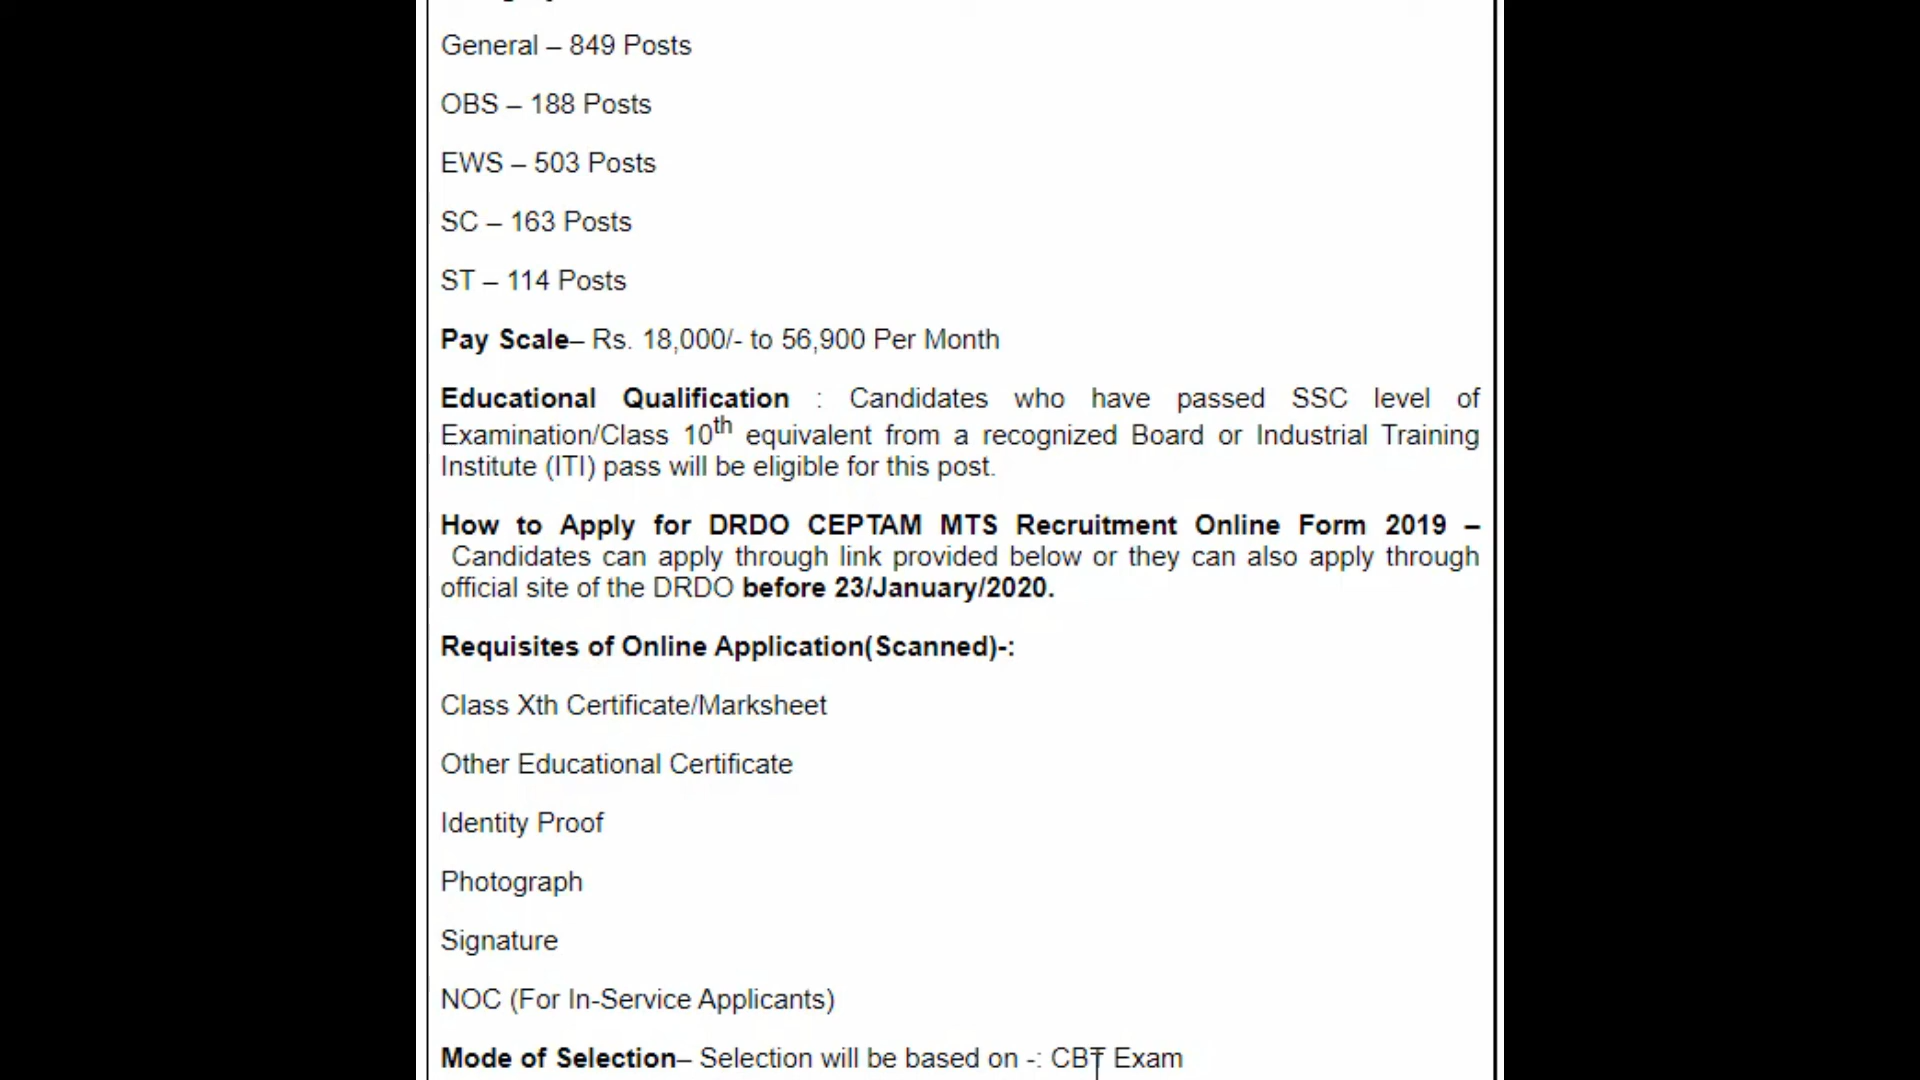 General – 849 Posts
OBS – 188 Posts
EWS – 503 Posts
SC – 163 Posts
ST – 114 Posts
Pay Scale– Rs. 18,000/- to 56,900 Per Month
Educational Qualification : Candidates who have passed SSC level of
Examination/Class 10th equivalent from a recognized Board or Industrial Training
Institute (ITI) pass will be eligible for this post.
How to Apply for DRDO CEPTAM MTS Recruitment Online Form 2019 –
Candidates can apply through link provided below or they can also apply through
official site of the DRDO before 23/January/2020.
Requisites of Online Application(Scanned)-:
Class Xth Certificate/Marksheet
Other Educational Certificate
Identity Proof
Photograph
Signature
NOC (For In-Service Applicants)
Mode of Selection– Selection will be based on -: CBT Exam